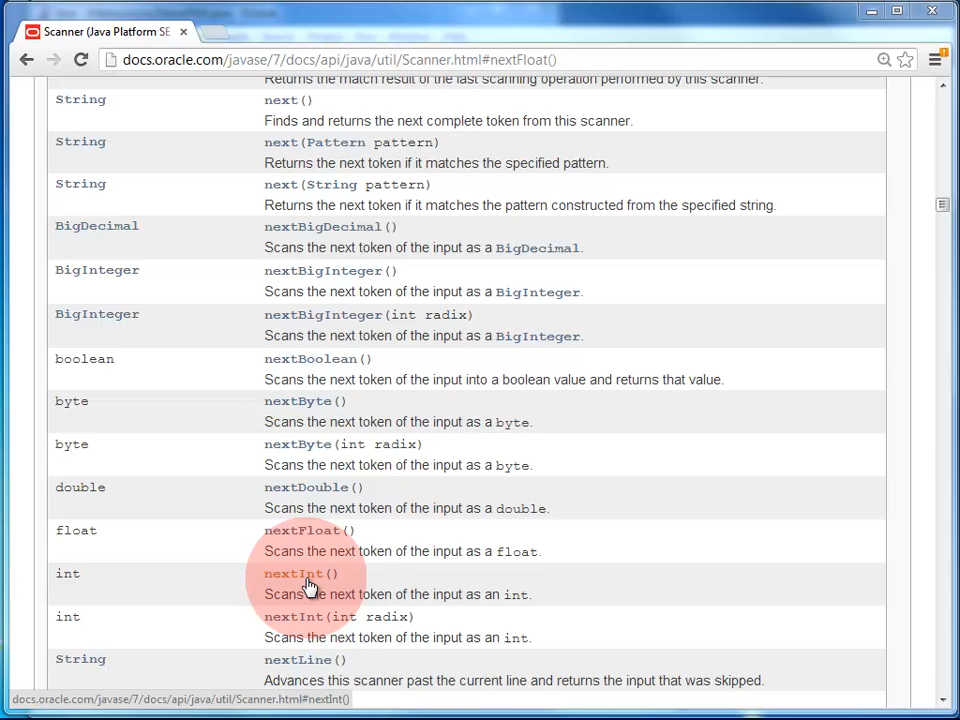 Scanner (Java Platform SE
docs.oracle.com/javase/7/docs/api/java/util/Scanner.html#nextFloat()
Returns the match result of the last scanning operation performed by this scanner.
String next()
Finds and returns the next complete token from this scanner.
String next(Pattern pattern)
Returns the next token if it matches the specified pattern.
String next(String pattern)
Returns the next token if it matches the pattern constructed from the specified string.
BigDecimal nextBigDecimal()
Scans the next token of the input as a BigDecimal.
BigInteger nextBigInteger()
Scans the next token of the input as a BigInteger.
BigInteger nextBigInteger(int radix)
Scans the next token of the input as a BigInteger.
boolean nextBoolean()
Scans the next token of the input into a boolean value and returns that value.
byte nextByte()
Scans the next token of the input as a byte.
byte nextByte(int radix)
Scans the next token of the input as a byte.
double nextDouble()
Scans the next token of the input as a double.
float nextFloat()
Scans the next token of the input as a float.
int nextInt()
Scans the next token of the input as an int.
int nextInt(int radix)
Scans the next token of the input as an int.
String nextLine()
Advances this scanner past the current line and returns the input that was skipped.
docs.oracle.com/javase/7/docs/api/java/util/Scanner.html#nextInt()